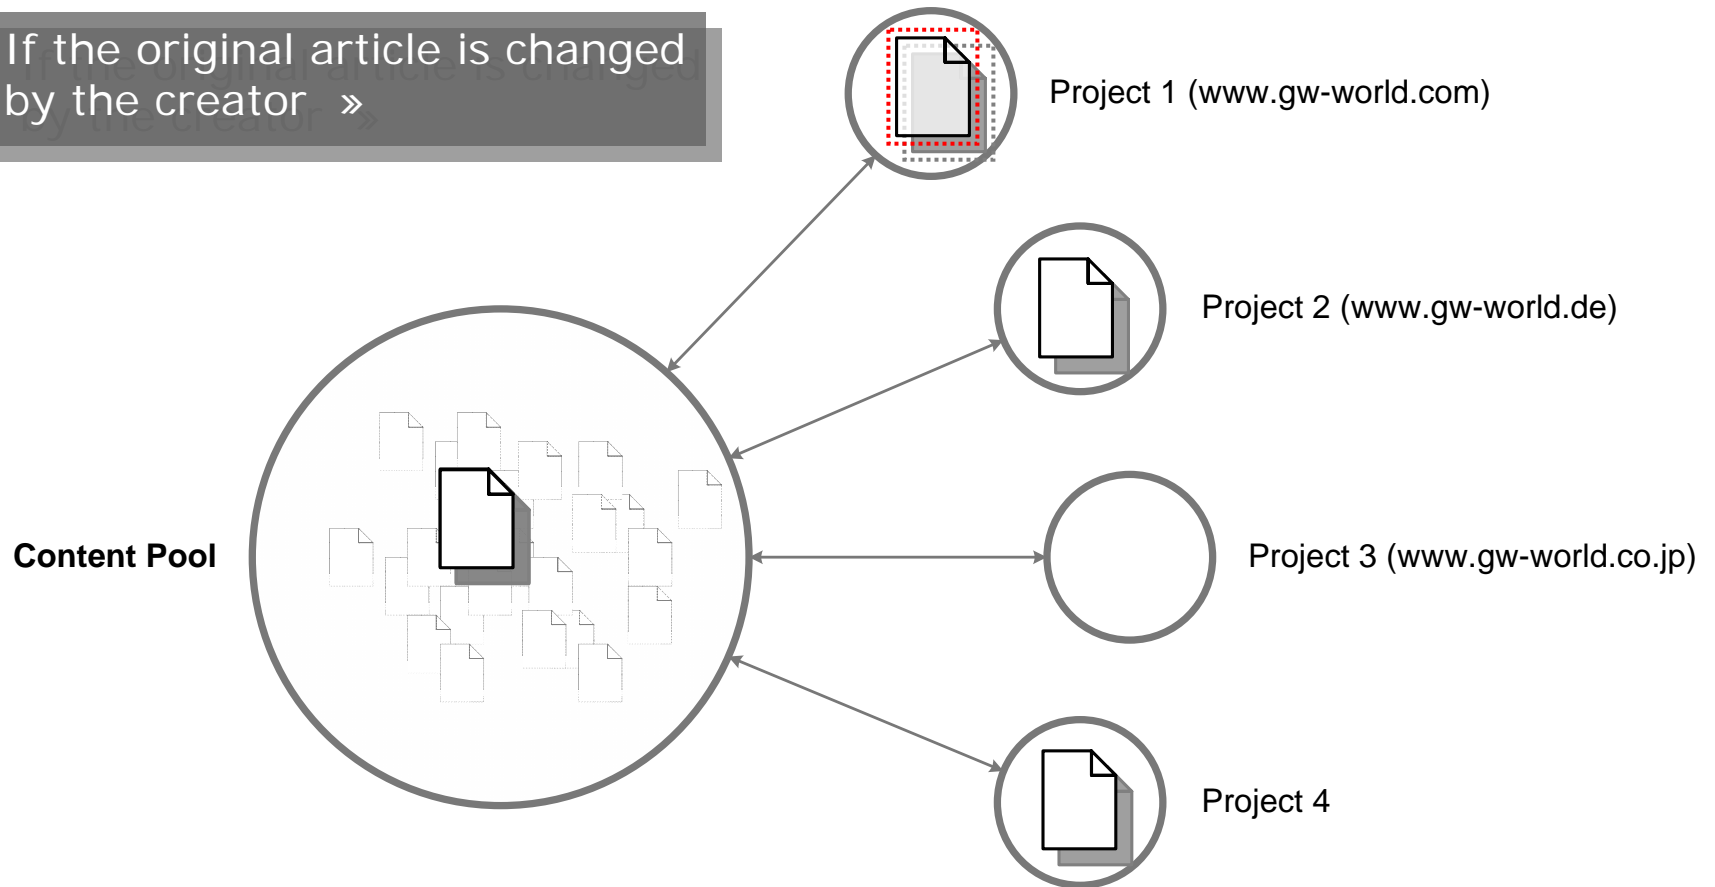 If the original article is changed
by the creator »
Project 1 (www.gw-world.com)
Project 2 (www.gw-world.de)
Content Pool
Project 3 (www.gw-world.co.jp)
Project 4